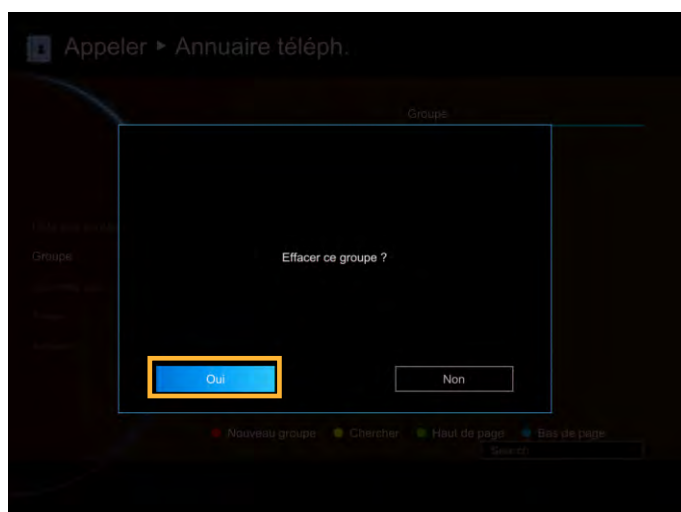 Appeler ▸ Annuaire téléph.
Groupe
Groupe
Effacer ce groupe ?
Oui Non
Nouveau groupe Chercher Haut de page Bas de page